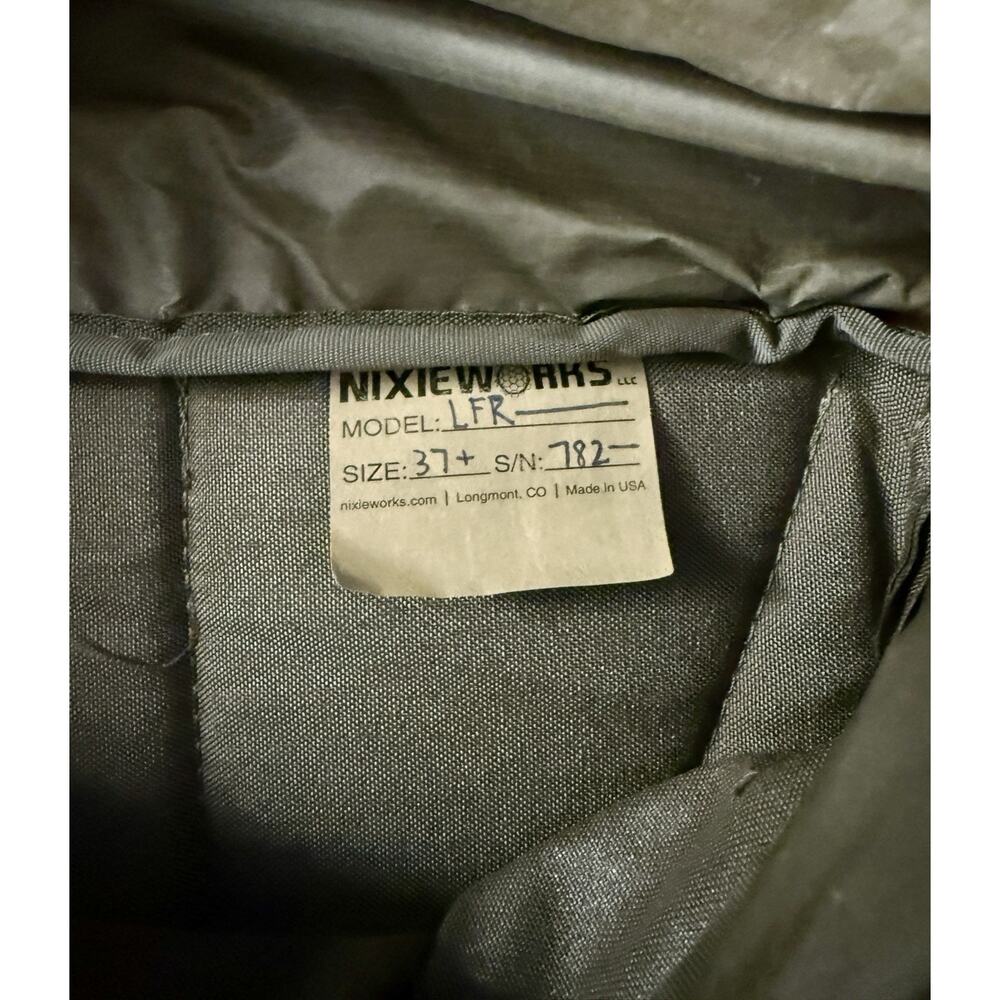 NIXIEWORKS LLC
MODEL: LFR
SIZE: 37+ S/N: 782
nixieworks.com | Longmont, CO | Made in USA